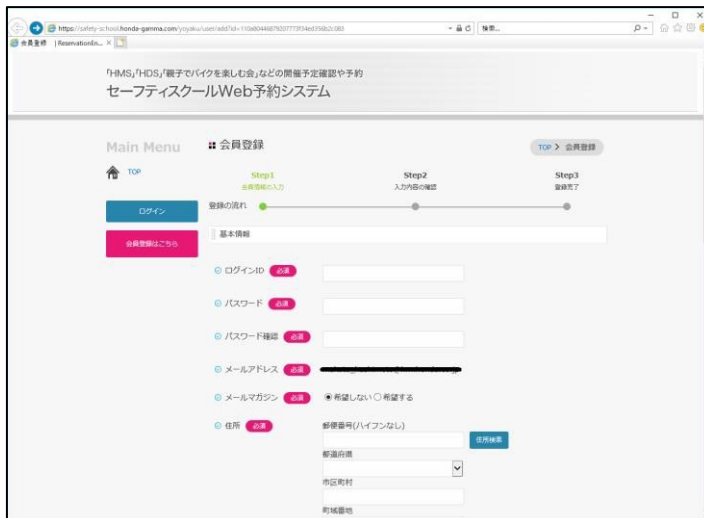 https://safety-school.honda-gamma.com/yoyaku/user/add?id=
検索...
会員登録 |ReservationEn...
「HMS」「HDS」「親子でバイクを楽しむ会」などの開催予定確認や予約
セーフティスクールWeb予約システム
Main Menu
TOP
ログイン
会員登録はこちら
会員登録
TOP > 会員登録
Step1
会員情報の入力
Step2
入力内容の確認
Step3
登録完了
登録の流れ
基本情報
ログインID 必須
パスワード 必須
パスワード確認 必須
メールアドレス 必須
メールマガジン 必須 希望しない 希望する
住所 必須 郵便番号(ハイフンなし)
住所検索
都道府県
市区町村
町域番地